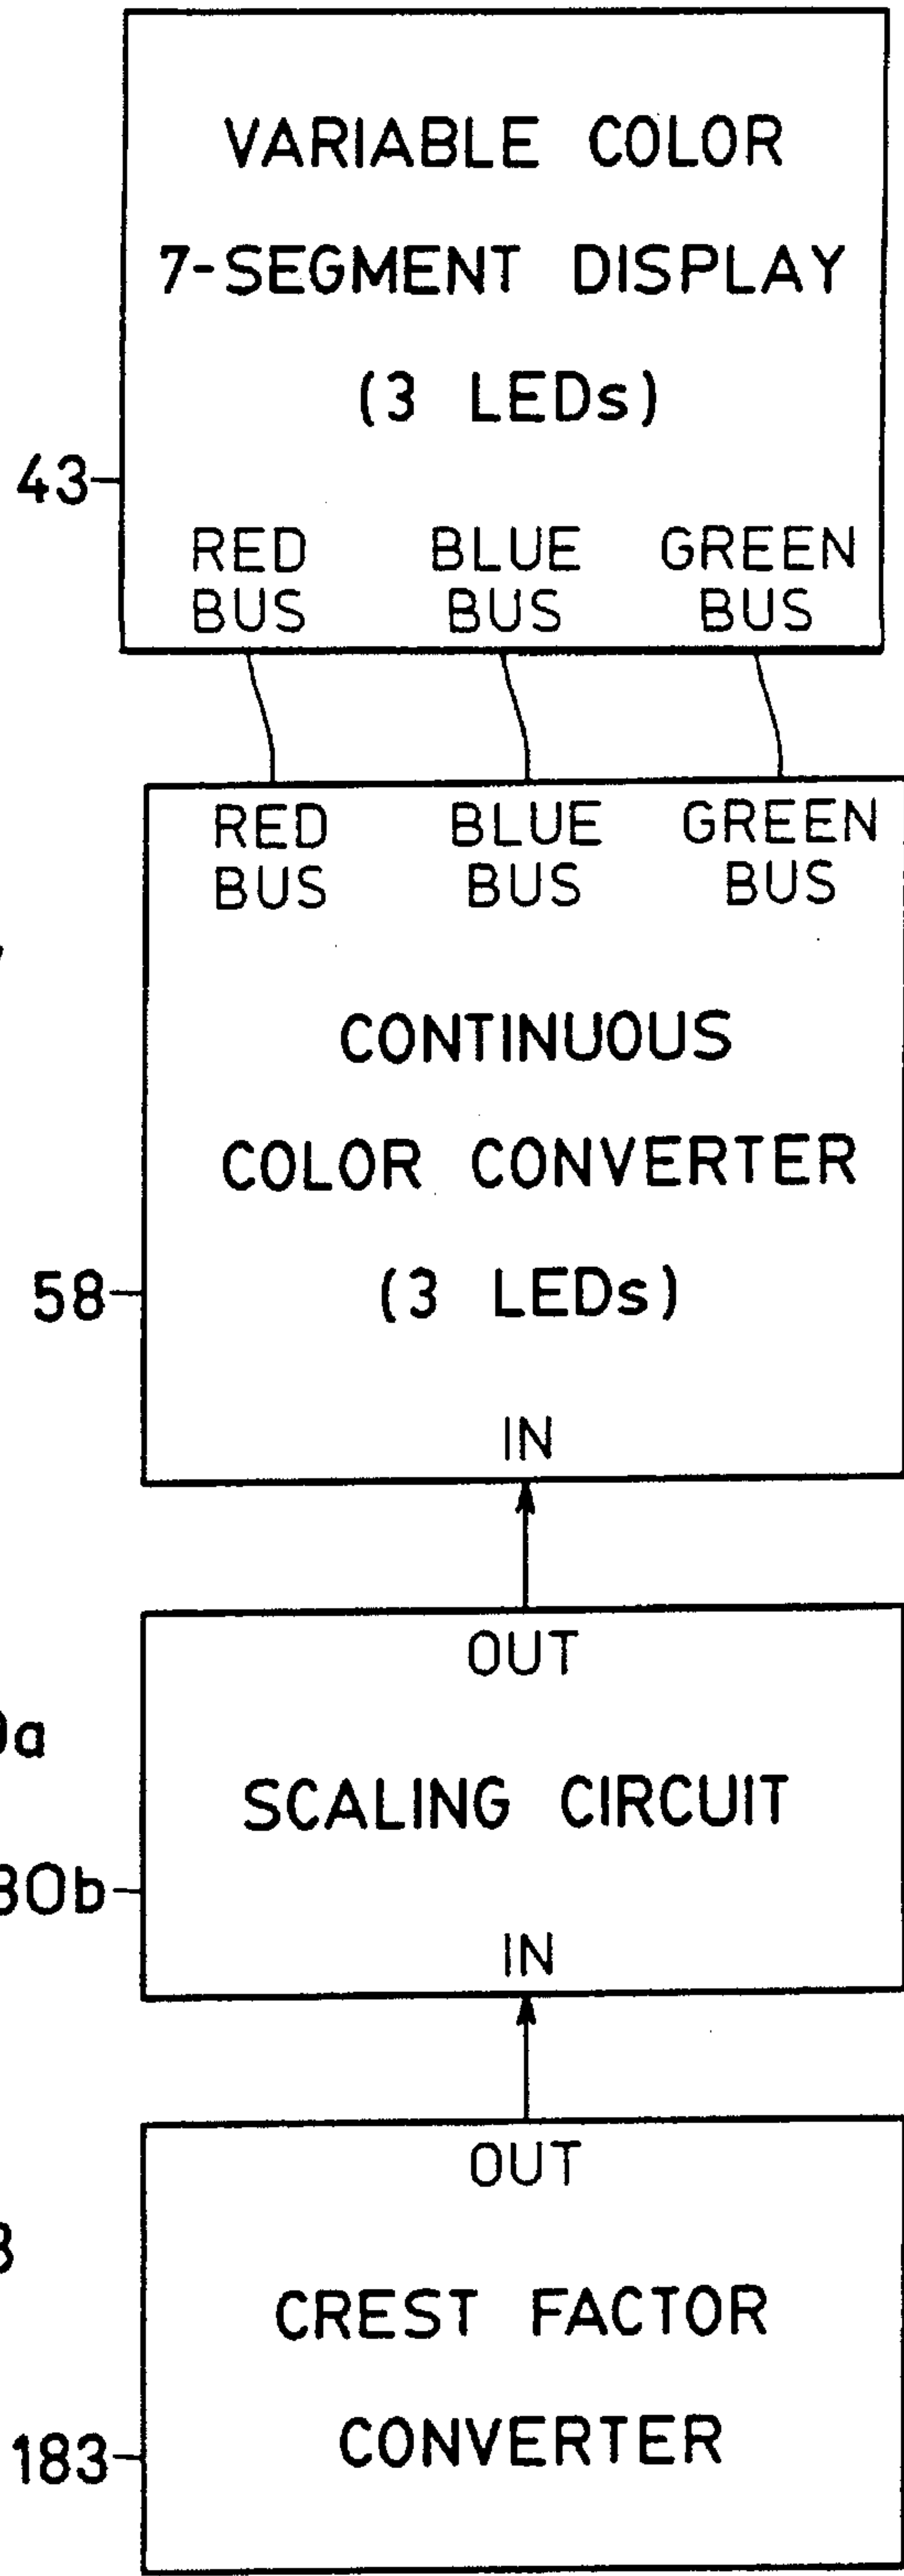 VARIABLE COLOR
7-SEGMENT DISPLAY
(3 LEDs)
43
RED BLUE GREEN
BUS BUS BUS
RED BLUE GREEN
BUS BUS BUS
CONTINUOUS
COLOR CONVERTER
58
(3 LEDs)
IN
OUT
SCALING CIRCUIT
IN
OUT
CREST FACTOR
CONVERTER
183